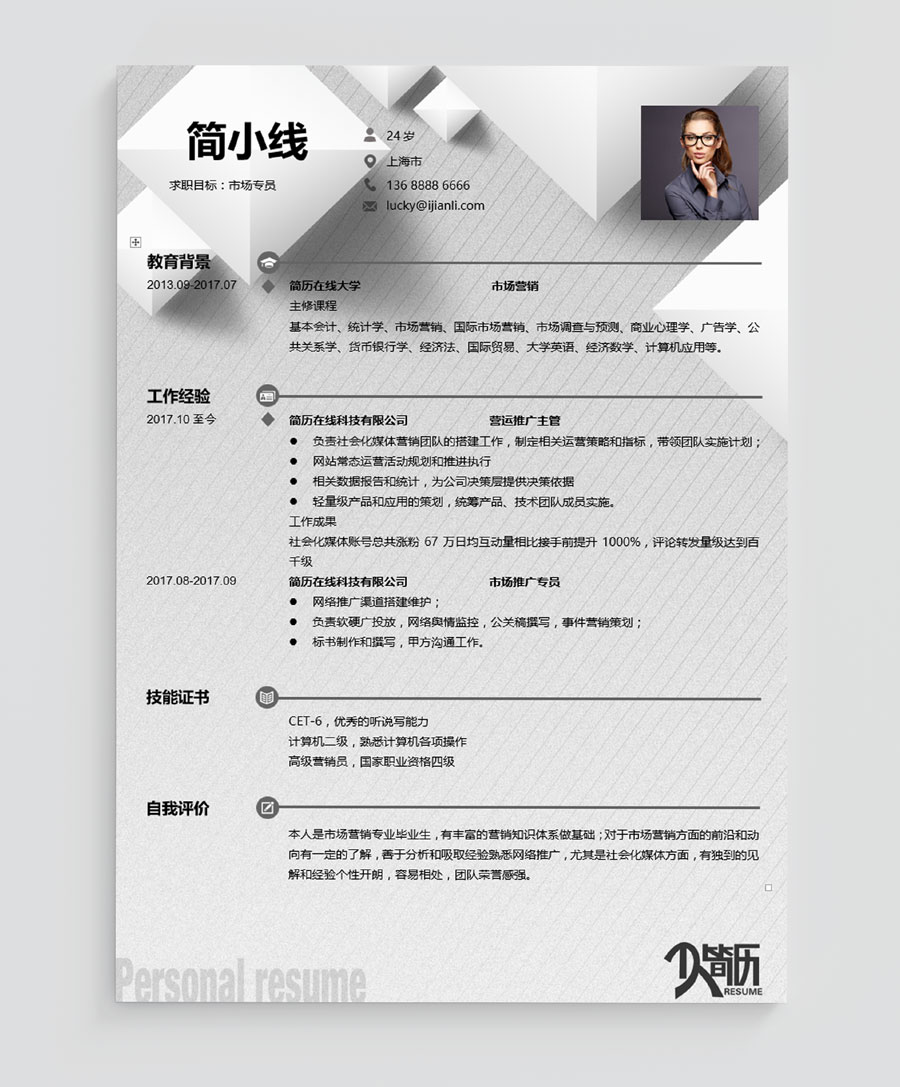 简小线
求职目标：市场专员
24 岁
上海市
136 8888 6666
lucky@ijianli.com
教育背景
2013.09-2017.07 简历在线大学 市场营销
主修课程
基本会计、统计学、市场营销、国际市场营销、市场调查与预测、商业心理学、广告学、公
共关系学、货币银行学、经济法、国际贸易、大学英语、经济数学、计算机应用等。
工作经验
2017.10 至今 简历在线科技有限公司 营运推广主管
● 负责社会化媒体营销团队的搭建工作，制定相关运营策略和指标，带领团队实施计划；
● 网站常态运营活动规划和推进执行
● 相关数据报告和统计，为公司决策层提供决策依据
● 轻量级产品和应用的策划，统筹产品、技术团队成员实施。
工作成果
社会化媒体账号总共涨粉 67 万日均互动量相比接手前提升 1000%，评论转发量级达到百
千级
2017.08-2017.09 简历在线科技有限公司 市场推广专员
● 网络推广渠道搭建维护；
● 负责软硬广投放，网络舆情监控，公关稿撰写，事件营销策划；
● 标书制作和撰写，甲方沟通工作。
技能证书
CET-6，优秀的听说写能力
计算机二级，熟悉计算机各项操作
高级营销员，国家职业资格四级
自我评价
本人是市场营销专业毕业生，有丰富的营销知识体系做基础；对于市场营销方面的前沿和动
向有一定的了解，善于分析和吸取经验熟悉网络推广，尤其是社会化媒体方面，有独到的见
解和经验个性开朗，容易相处，团队荣誉感强。
Personal resume
简历
RESUME